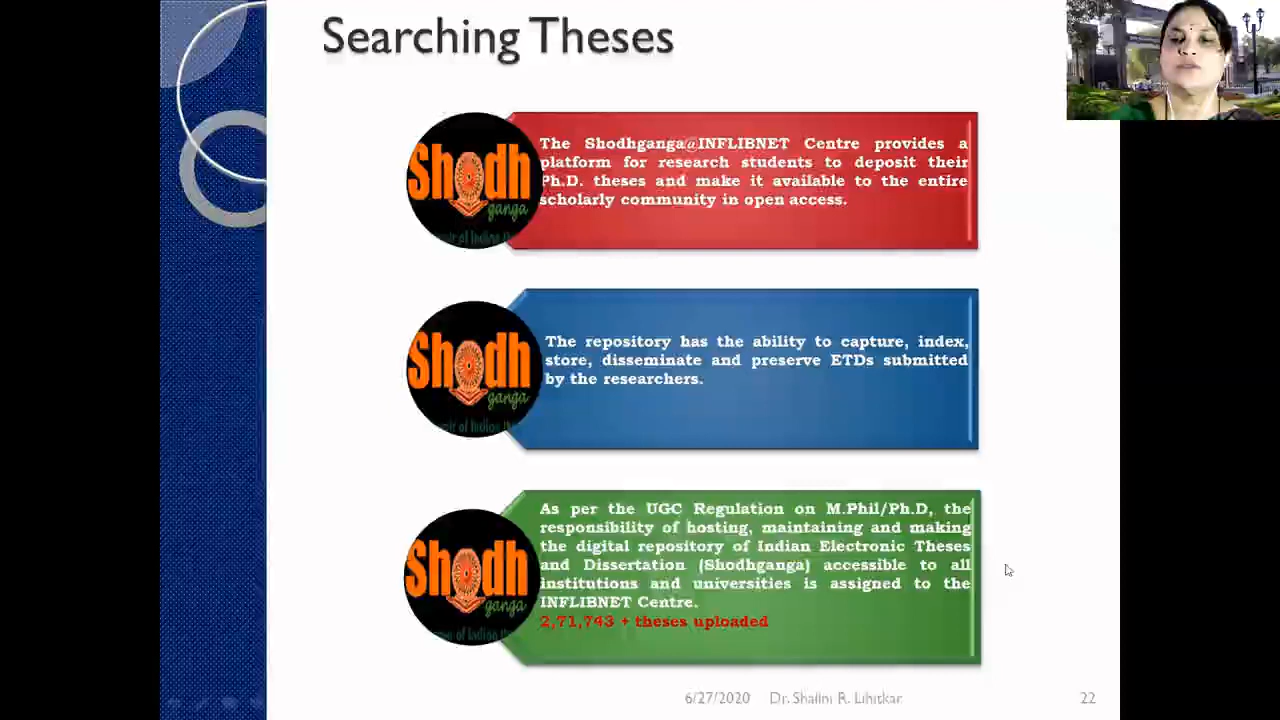 Searching Theses
Shodh
ganga
The Shodhganga@INFLIBNET Centre provides a
platform for research students to deposit their
Ph.D. theses and make it available to the entire
scholarly community in open access.
Shodh
ganga
The repository has the ability to capture, index,
store, disseminate and preserve ETDs submitted
by the researchers.
Shodh
ganga
of Indian
As per the UGC Regulation on M.Phil/Ph.D, the
responsibility of hosting, maintaining and making
the digital repository of Indian Electronic Theses
and Dissertation (Shodhganga) accessible to all
institutions and universities is assigned to the
INFLIBNET Centre.
2,71,743 + theses uploaded
6/27/2020 Dr. Shalini R. Lihitkar 22